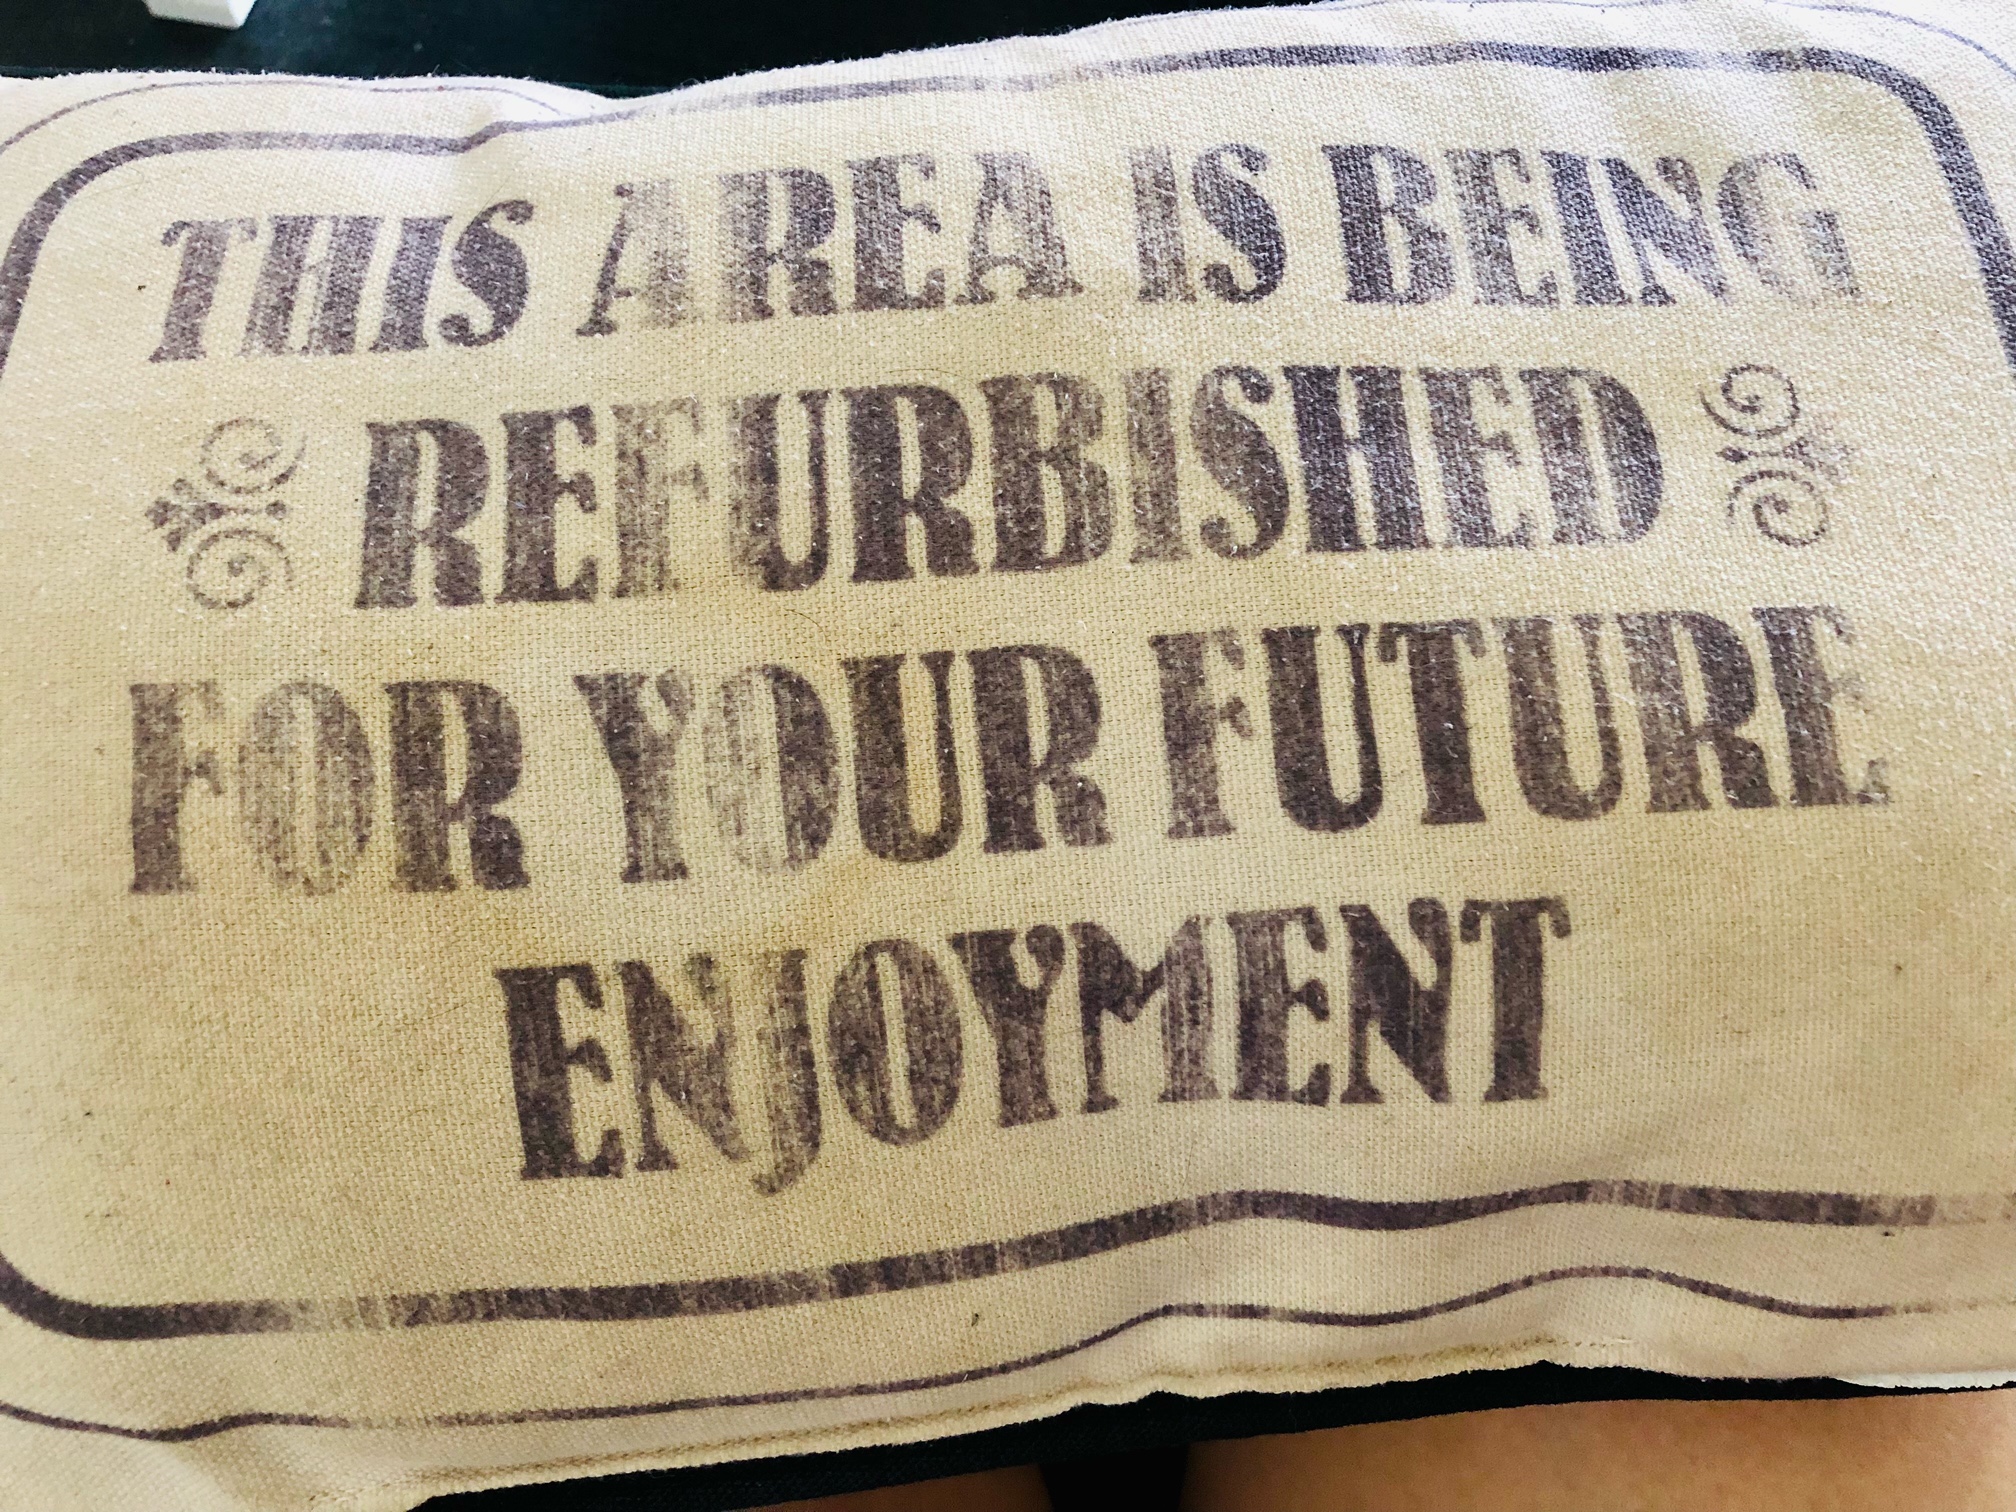 THIS AREA IS BEING
REFURBISHED
FOR YOUR FUTURE
ENJOYMENT